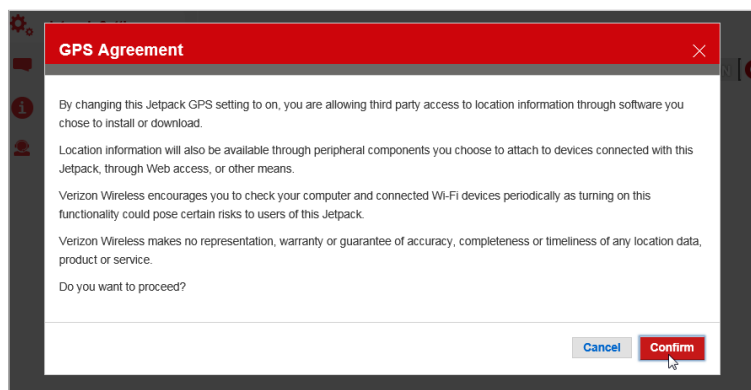 GPS Agreement
By changing this Jetpack GPS setting to on, you are allowing third party access to location information through software you
chose to install or download.
Location information will also be available through peripheral components you choose to attach to devices connected with this
Jetpack, through Web access, or other means.
Verizon Wireless encourages you to check your computer and connected Wi-Fi devices periodically as turning on this
functionality could pose certain risks to users of this Jetpack.
Verizon Wireless makes no representation, warranty or guarantee of accuracy, completeness or timeliness of any location data,
product or service.
Do you want to proceed?
Cancel Confirm